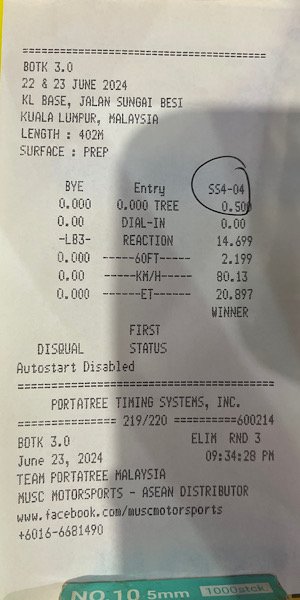 ==========================================
BOTK 3.0
22 & 23 JUNE 2024
KL BASE, JALAN SUNGAI BESI
KUALA LUMPUR, MALAYSIA
LENGTH : 402M
SURFACE : PREP
BYE Entry SS4-04
0.000 0.000 TREE 0.500
0.00 DIAL-IN 0.00
-LB3- REACTION 14.699
0.000 ------60FT----- 2.199
0.00 ------KM/H----- 80.13
0.000 ------ET------- 20.897
WINNER
FIRST
DISQUAL STATUS
Autostart Disabled
==========================================
PORTATREE TIMING SYSTEMS, INC.
================ 219/220 ==========600214
BOTK 3.0 ELIM RND 3
June 23, 2024 09:34:28 PM
TEAM PORTATREE MALAYSIA
MUSC MOTORSPORTS - ASEAN DISTRIBUTOR
www.facebook.com/muscmotorsports
+6016-6681490
NO.10 5mm 1000stck.